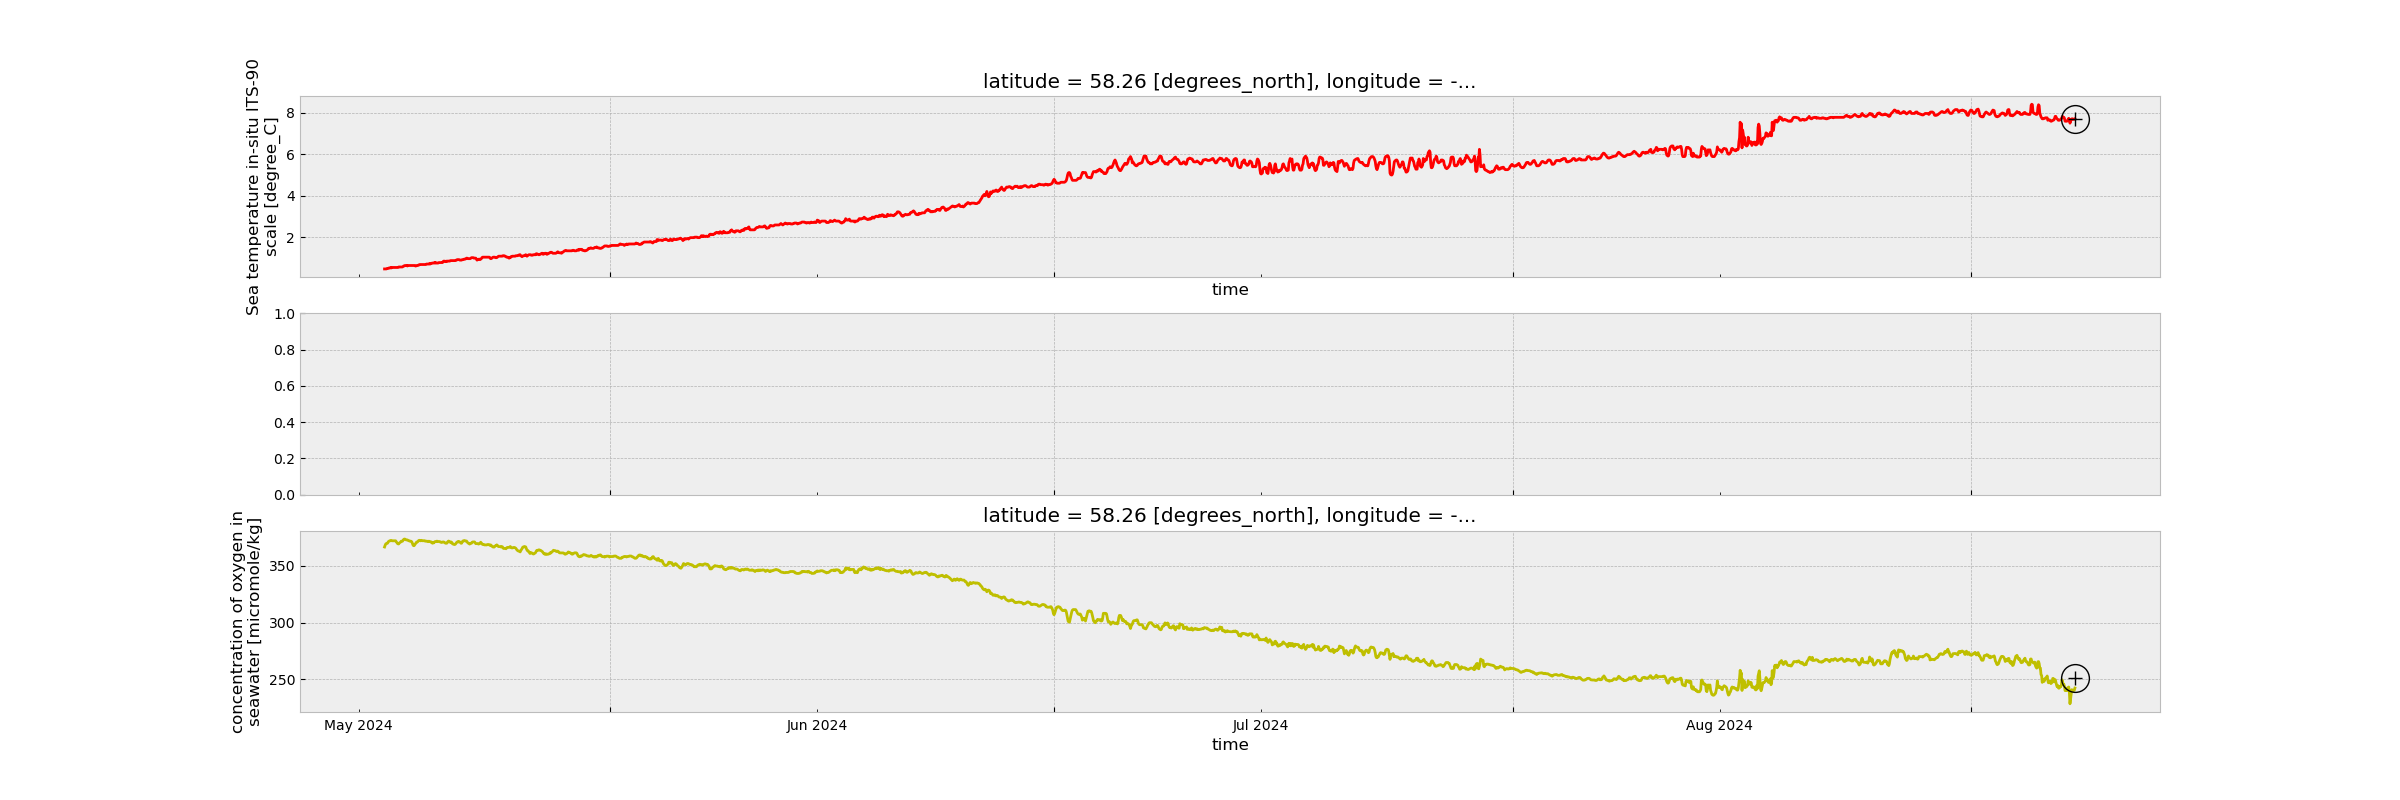 latitude = 58.26 [degrees_north], longitude = -...
Sea temperature in-situ ITS-90
scale [degree_C]
8
6
4
2
time
1.0
0.8
0.6
0.4
0.2
0.0
latitude = 58.26 [degrees_north], longitude = -...
concentration of oxygen in
seawater [micromole/kg]
350
300
250
May 2024
Jun 2024
Jul 2024
Aug 2024
time